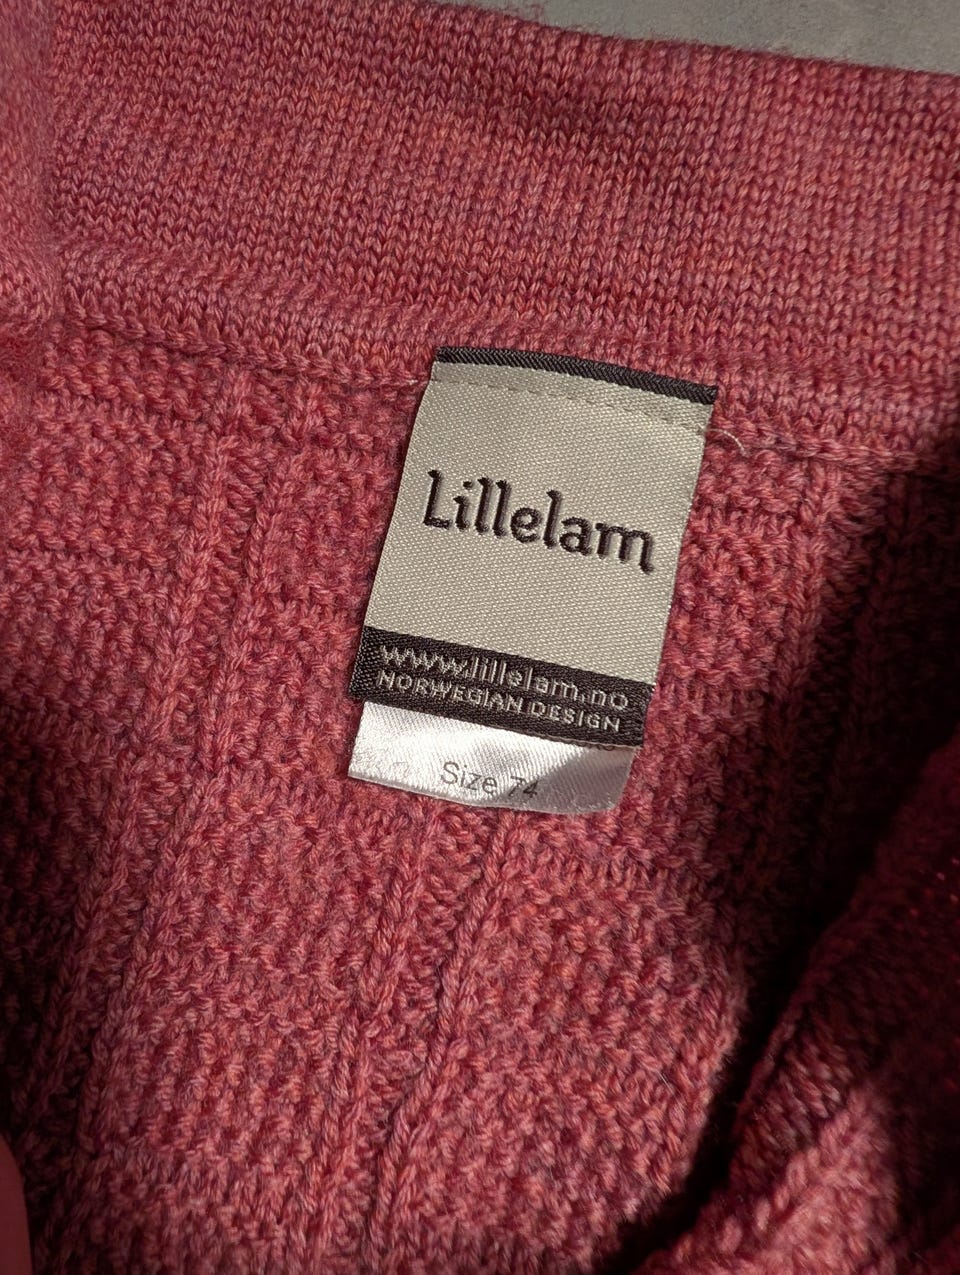 Lillelam
www.lillelam.no
NORWEGIAN DESIGN
Size 74